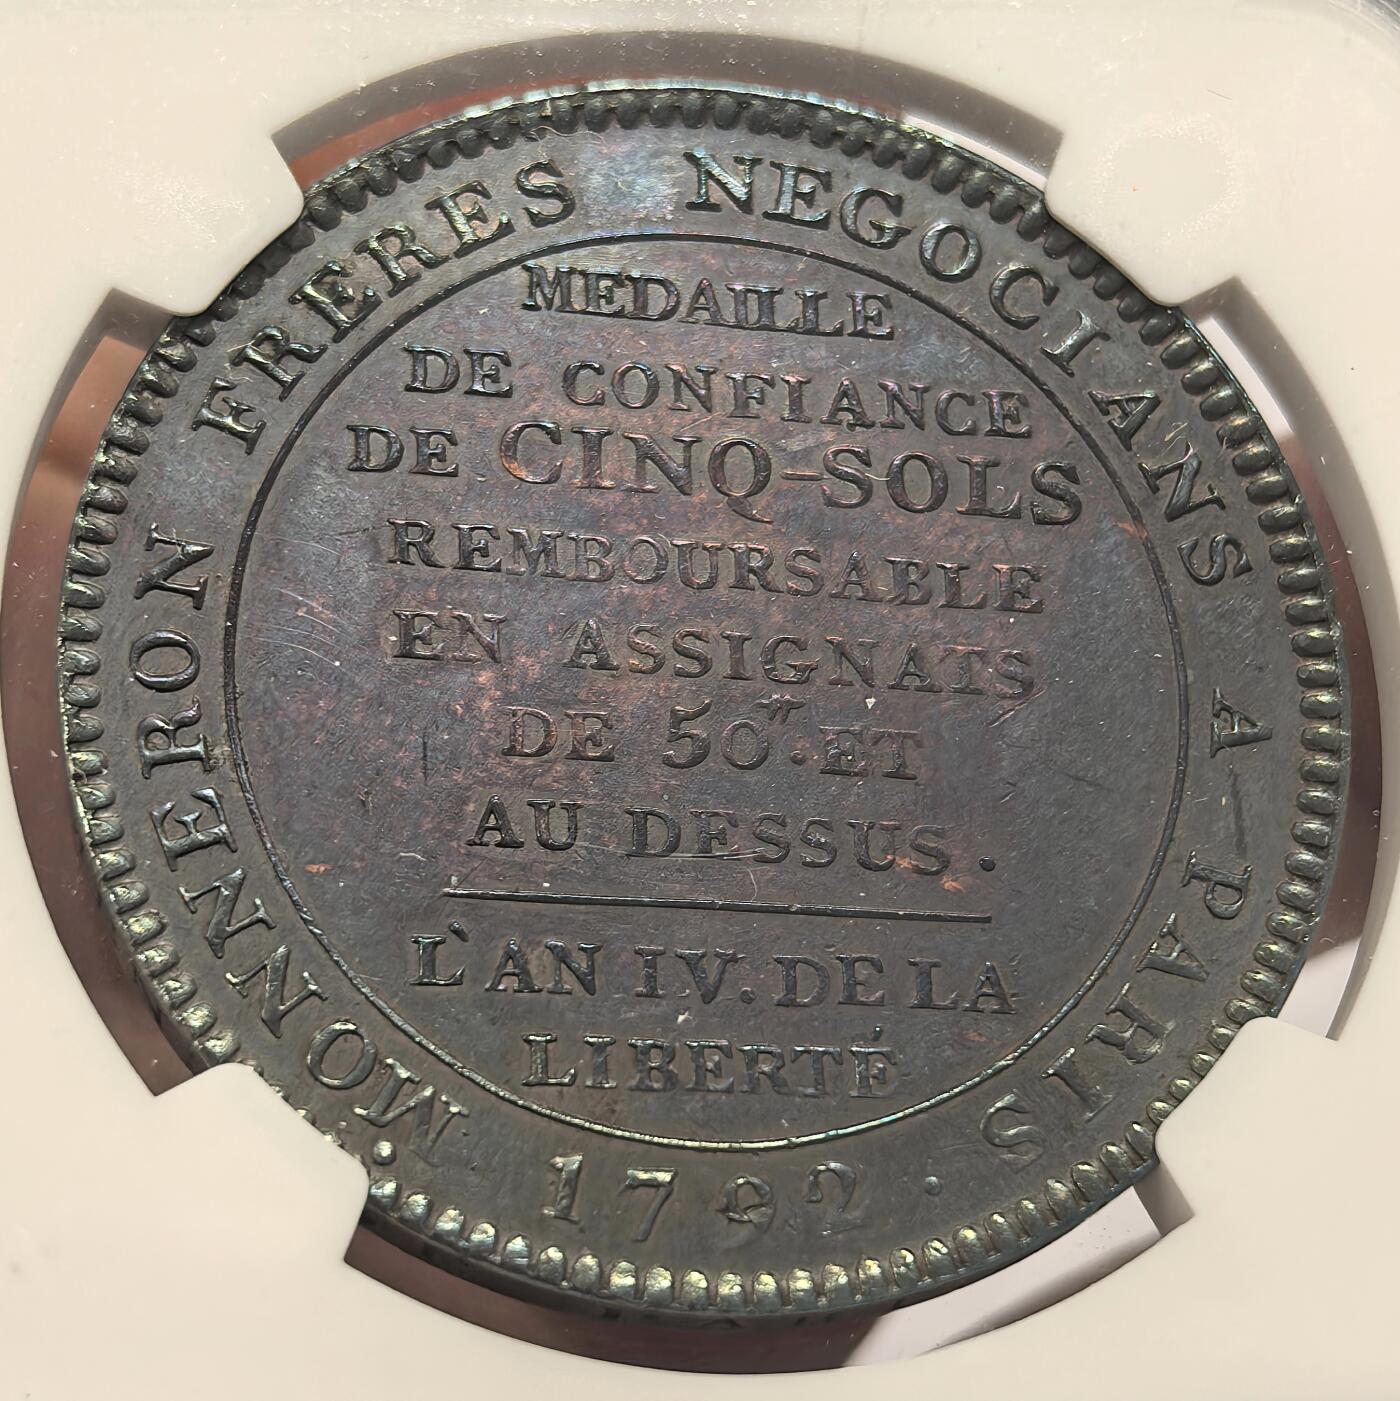 MONNERON FRERES NEGOCIANS A PARIS
. 1792 .
MEDAILLE
DE CONFIANCE
DE CINQ-SOLS
REMBOURSABLE
EN ASSIGNATS
DE 50₶. ET
AU DESSUS .
L'AN IV. DE LA
LIBERTÉ